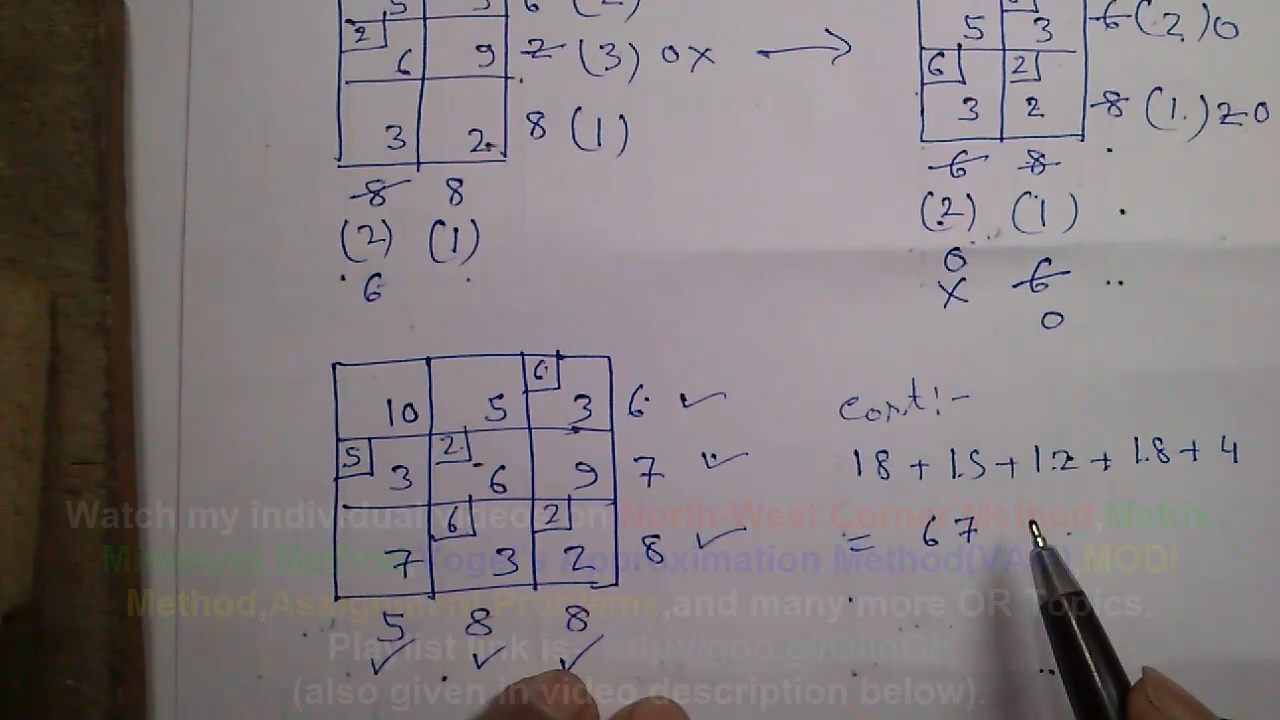 5 5 6 (2)
2
6 9 2 (3) 0 x →
3 2 8 (1)
8 8
(2) (1)
6
5 3 6 (2) 0
6 2
3 2 8 (1) 2 0
6 8
(2) (1)
0 6
x 0
6
10 5 3 6 ✓
5 2
3 6 9 7 ✓
6 2
7 3 2 8 ✓
5 8 8
✓ ✓ ✓
Cost:-
18 + 15 + 12 + 18 + 4
= 67
Watch my individual video on North-West Corner Method,Matrix
Minimum Method,Vogel's Approximation Method(VAM),MODI
Method,Assignment Problems,and many more OR Topics.
Playlist link is
(also given in video description below).